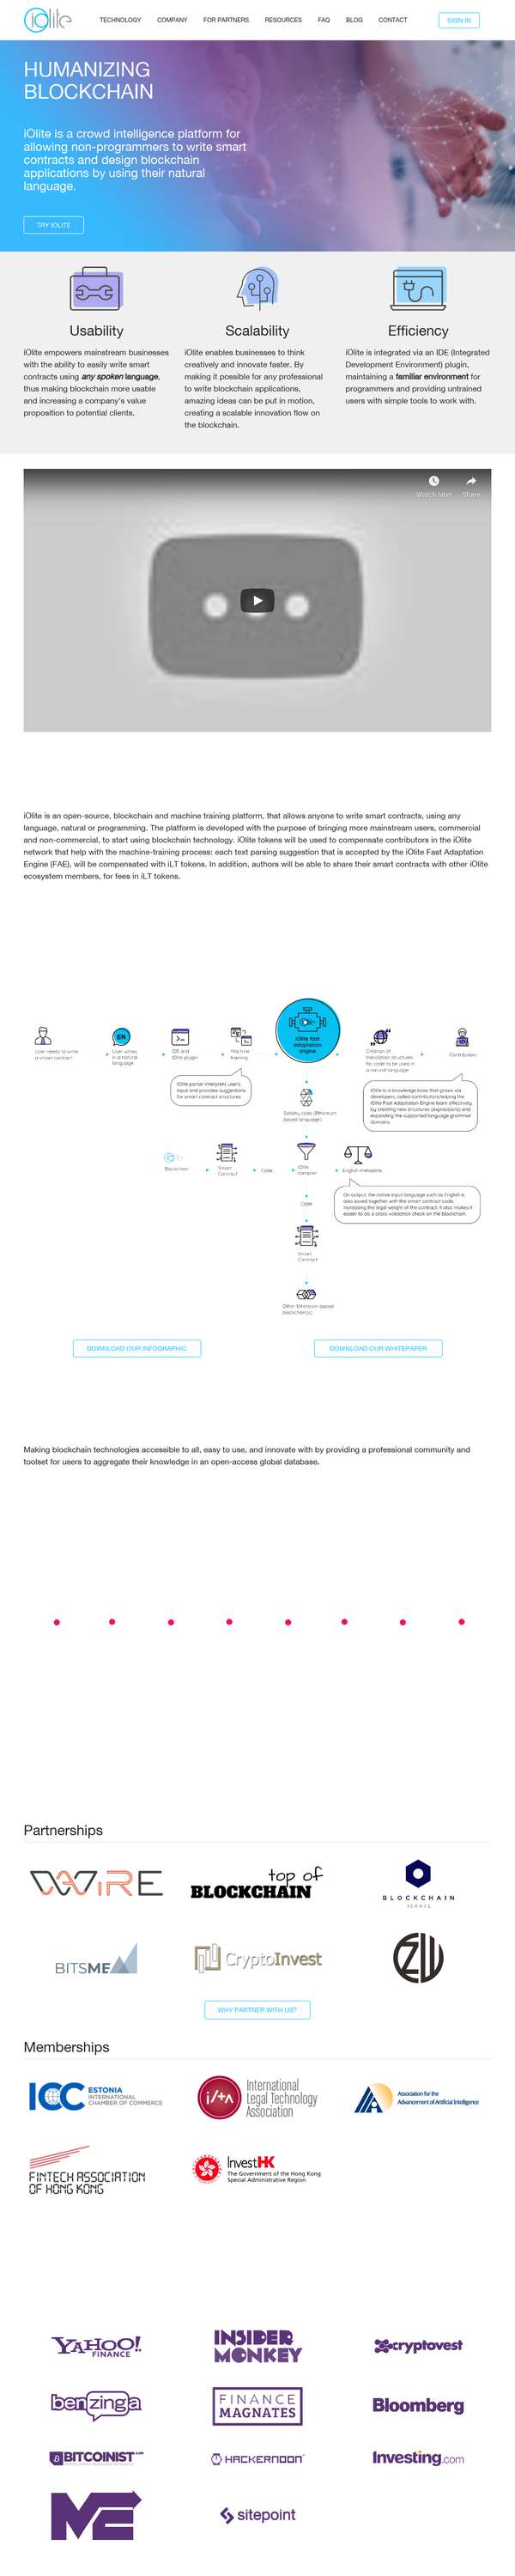 iolite
TECHNOLOGY COMPANY FOR PARTNERS RESOURCES FAQ BLOG CONTACT SIGN IN
HUMANIZING
BLOCKCHAIN
iOlite is a crowd intelligence platform for
allowing non-programmers to write smart
contracts and design blockchain
applications by using their natural
language.
TRY IOLITE
Usability
iOlite empowers mainstream businesses
with the ability to easily write smart
contracts using any spoken language,
thus making blockchain more usable
and increasing a company's value
proposition to potential clients.
Scalability
iOlite enables businesses to think
creatively and innovate faster. By
making it possible for any professional
to write blockchain applications,
amazing ideas can be put in motion,
creating a scalable innovation flow on
the blockchain.
Efficiency
iOlite is integrated via an IDE (Integrated
Development Environment) plugin,
maintaining a familiar environment for
programmers and providing untrained
users with simple tools to work with.
Watch later Share
iOlite is an open-source, blockchain and machine training platform, that allows anyone to write smart contracts, using any
language, natural or programming. The platform is developed with the purpose of bringing more mainstream users, commercial
and non-commercial, to start using blockchain technology. iOlite tokens will be used to compensate contributors in the iOlite
network that help with the machine-training process: each text parsing suggestion that is accepted by the iOlite Fast Adaptation
Engine (FAE), will be compensated with iLT tokens. In addition, authors will be able to share their smart contracts with other iOlite
ecosystem members, for fees in iLT tokens.
User needs to write
a smart contract
EN
User writes
in a natural
language
IDE and
iOlite plugin
Machine
training
iOlite fast
adaptation
engine
Creation of
translation structures
for code to be used in
a natural language
Contributors
iOlite parser interprets users
input and provides suggestions
for smart contract structures
iOlite is a knowledge base that grows via
developers, called contributors,helping the
iOlite Fast Adaptation Engine learn effectively
by creating new structures (expressions) and
expanding the supported language grammar
domains
Solidity code (Ethereum
based language)
Blockchain
Smart
Contract
Code
iOlite
compiler
English metadata
On output, the native input language such as English is
also saved together with the smart contract code,
increasing the legal weight of the contract. It also makes it
easier to do a cross-validation check on the blockchain.
Code
Smart
Contract
Other Ethereum-based
blockchain(s)
DOWNLOAD OUR INFOGRAPHIC DOWNLOAD OUR WHITEPAPER
Making blockchain technologies accessible to all, easy to use, and innovate with by providing a professional community and
toolset for users to aggregate their knowledge in an open-access global database.
Partnerships
WIRE
top of
BLOCKCHAIN
BLOCKCHAIN
ISRAEL
BITSME
CryptoInvest
WHY PARTNER WITH US?
Memberships
ICC ESTONIA
INTERNATIONAL
CHAMBER OF COMMERCE
i/+A
International
Legal Technology
Association
Association for the
Advancement of Artificial Intelligence
FINTECH ASSOCIATION
OF HONG KONG
InvestHK
The Government of the Hong Kong
Special Administrative Region
YAHOO!
FINANCE
INSIDER
MONKEY
cryptovest
benzinga
FINANCE
MAGNATES
Bloomberg
BITCOINIST.COM
HACKERNOON
Investing.com
ME
sitepoint